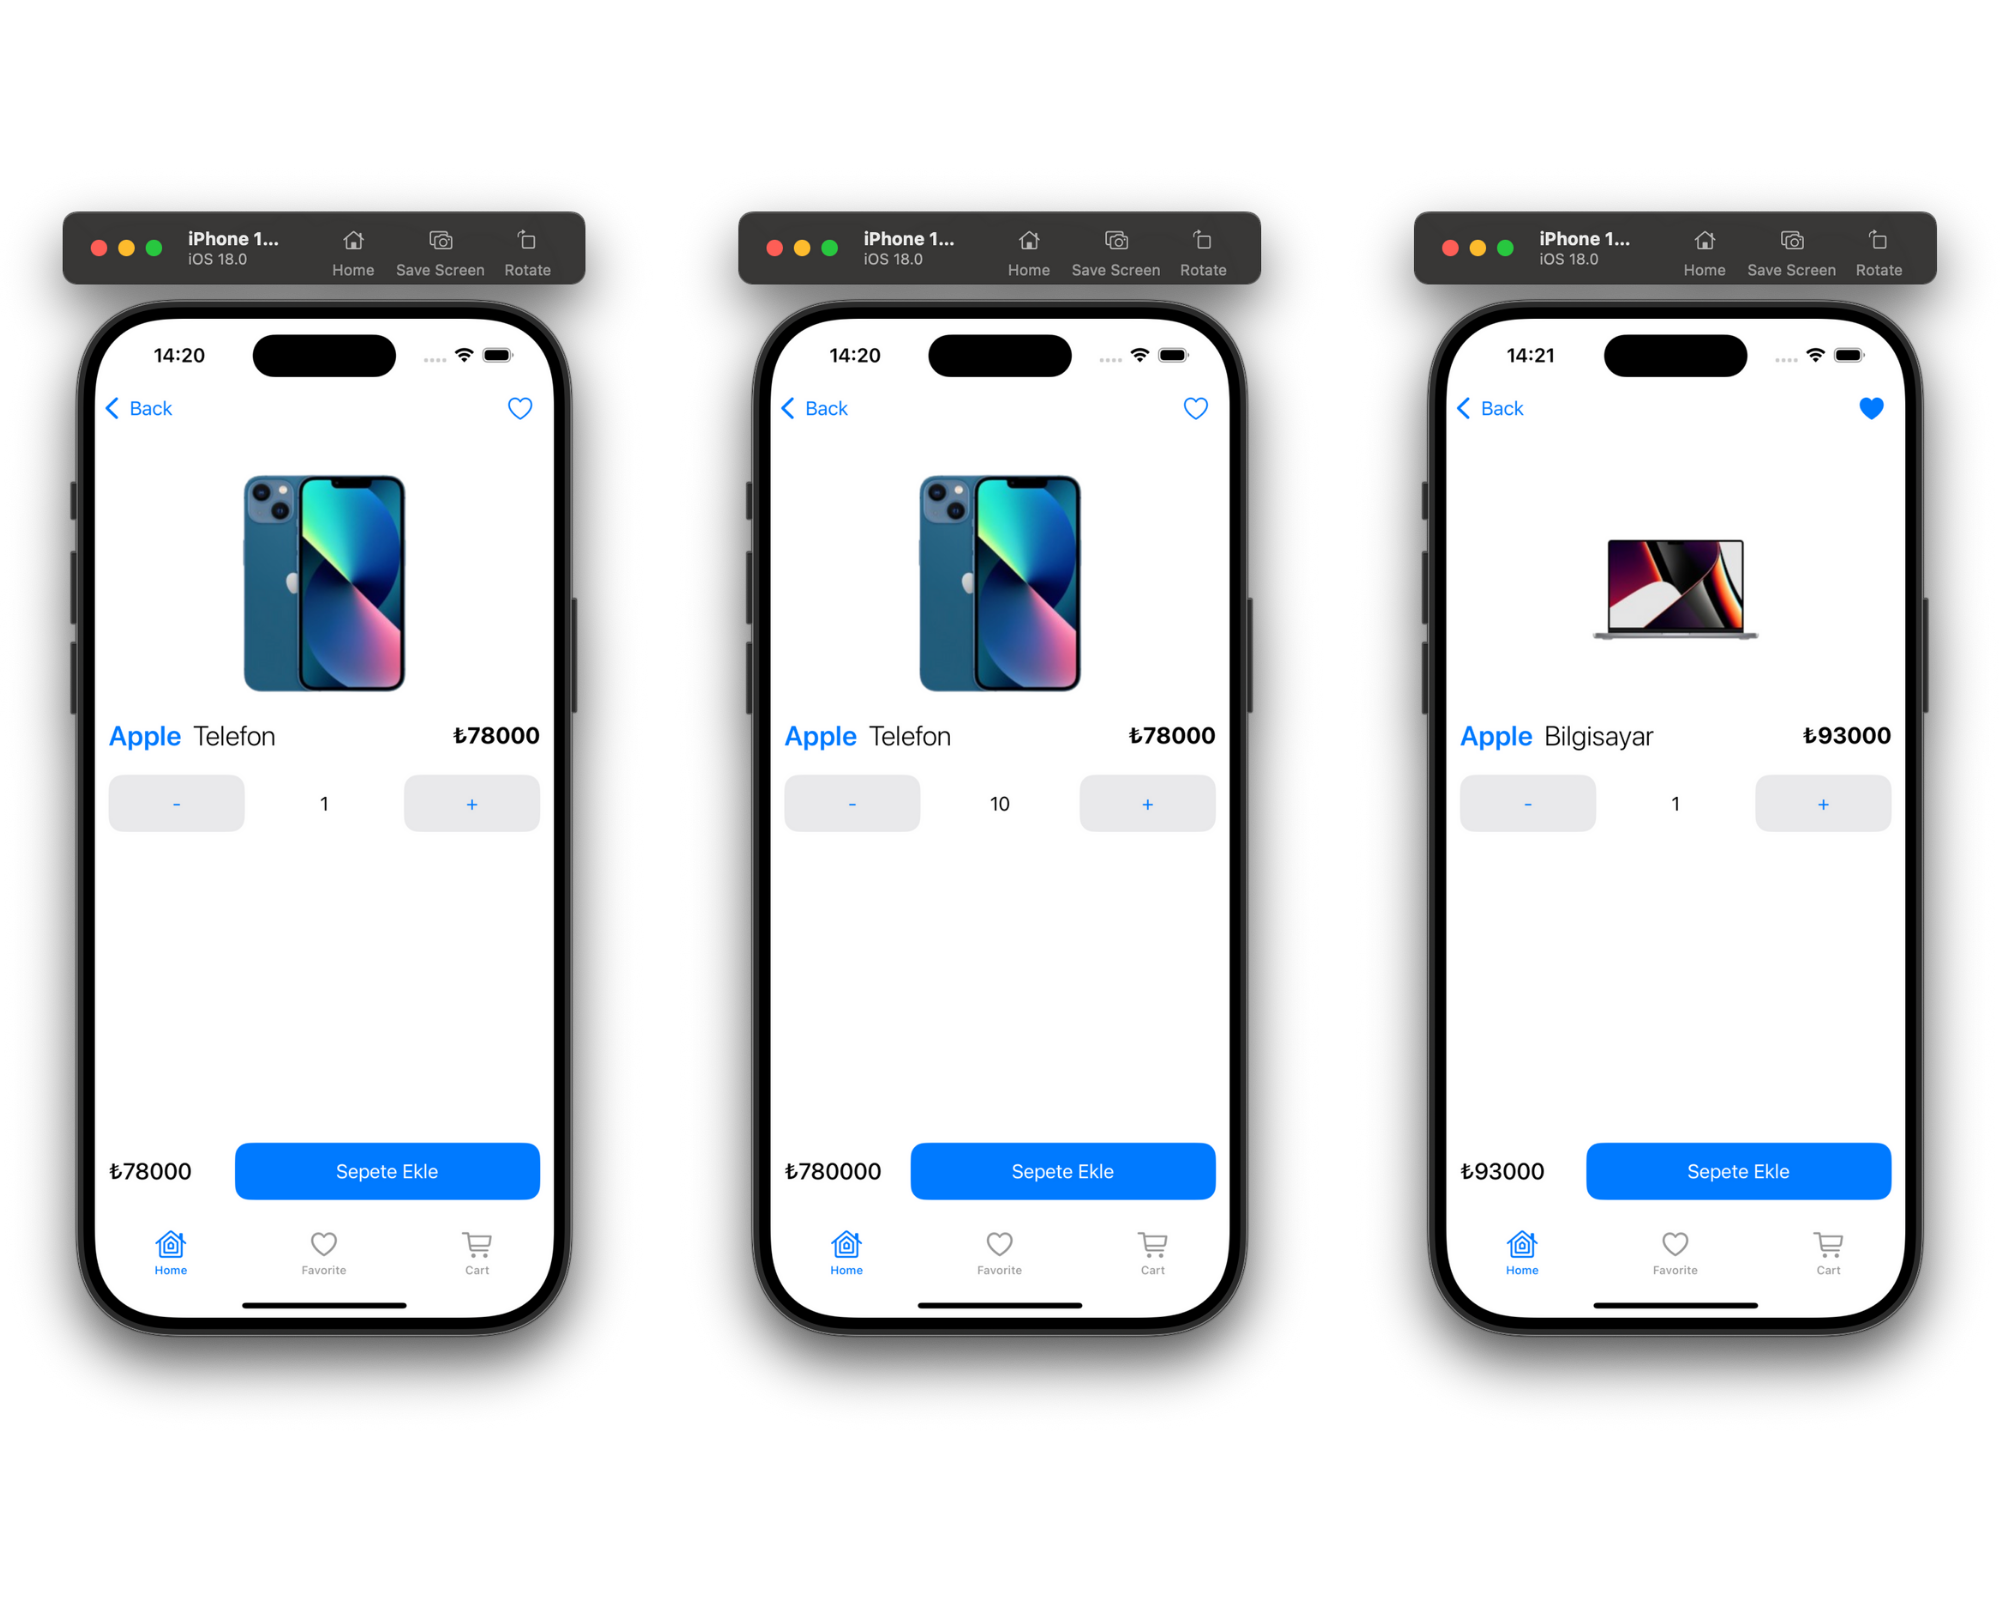 iPhone 1...
iOS 18.0
Home
Save Screen
Rotate
14:20
Back
Apple Telefon
₺78000
-
1
+
₺78000
Sepete Ekle
Home
Favorite
Cart
iPhone 1...
iOS 18.0
Home
Save Screen
Rotate
14:20
Back
Apple Telefon
₺78000
-
10
+
₺780000
Sepete Ekle
Home
Favorite
Cart
iPhone 1...
iOS 18.0
Home
Save Screen
Rotate
14:21
Back
Apple Bilgisayar
₺93000
-
1
+
₺93000
Sepete Ekle
Home
Favorite
Cart